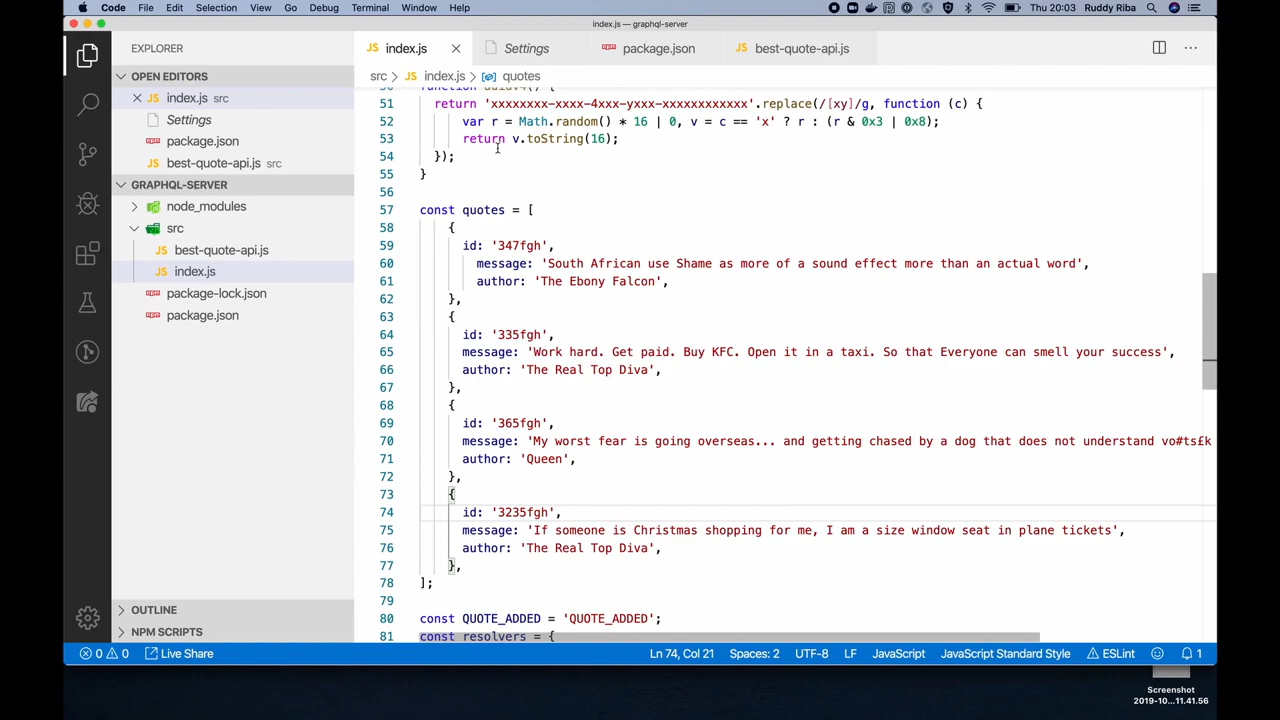 Code File Edit Selection View Go Debug Terminal Window Help Thu 20:03 Ruddy Riba
index.js — graphql-server
EXPLORER
index.js Settings package.json best-quote-api.js
OPEN EDITORS
src index.js quotes
index.js src
Settings
package.json
best-quote-api.js src
GRAPHQL-SERVER
node_modules
src
best-quote-api.js
index.js
package-lock.json
package.json
OUTLINE
NPM SCRIPTS
51 return 'xxxxxxxx-xxxx-4xxx-yxxx-xxxxxxxxxxxx'.replace(/[xy]/g, function (c) {
52 var r = Math.random() * 16 | 0, v = c == 'x' ? r : (r & 0x3 | 0x8);
53 return v.toString(16);
54 });
55 }
56
57 const quotes = [
58 {
59 id: '347fgh',
60 message: 'South African use Shame as more of a sound effect more than an actual word',
61 author: 'The Ebony Falcon',
62 },
63 {
64 id: '335fgh',
65 message: 'Work hard. Get paid. Buy KFC. Open it in a taxi. So that Everyone can smell your success',
66 author: 'The Real Top Diva',
67 },
68 {
69 id: '365fgh',
70 message: 'My worst fear is going overseas... and getting chased by a dog that does not understand vo#ts£k
71 author: 'Queen',
72 },
73 {
74 id: '3235fgh',
75 message: 'If someone is Christmas shopping for me, I am a size window seat in plane tickets',
76 author: 'The Real Top Diva',
77 },
78 ];
79
80 const QUOTE_ADDED = 'QUOTE_ADDED';
81 const resolvers = {
0 0 Live Share Ln 74, Col 21 Spaces: 2 UTF-8 LF JavaScript JavaScript Standard Style ESLint 1
Screenshot
2019-10...11.41.56